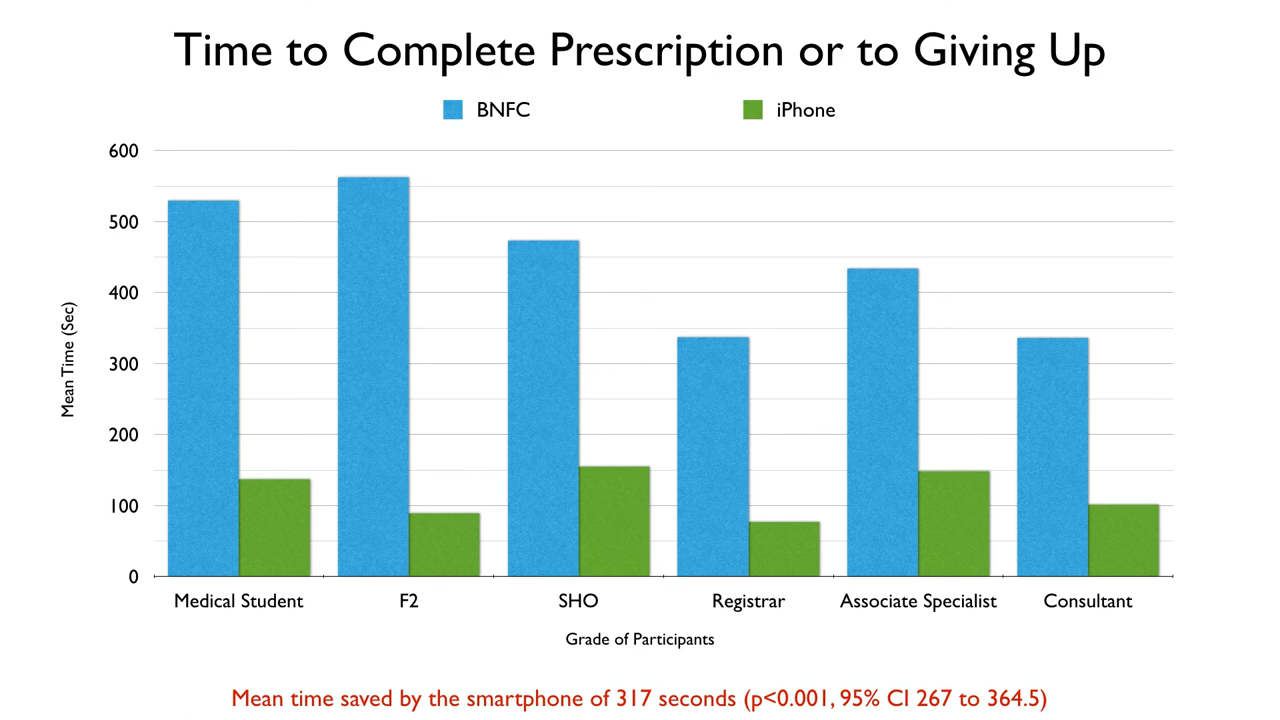 Time to Complete Prescription or to Giving Up
BNFC
iPhone
600
500
400
300
200
100
0
Mean Time (Sec)
Medical Student
F2
SHO
Registrar
Associate Specialist
Consultant
Grade of Participants
Mean time saved by the smartphone of 317 seconds (p<0.001, 95% CI 267 to 364.5)